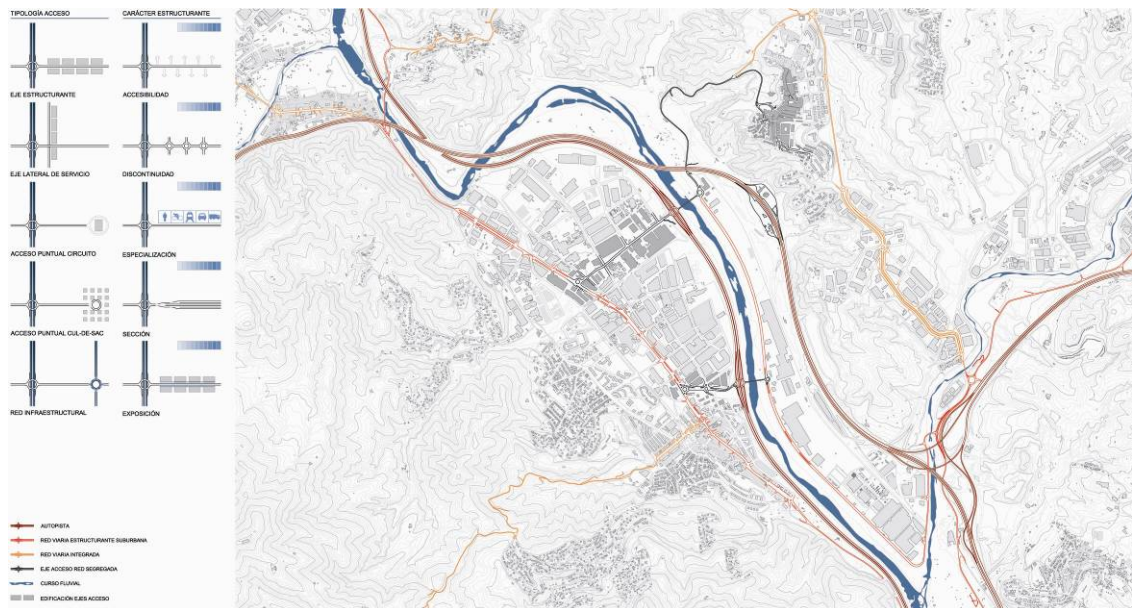 TIPOLOGÍA ACCESO
CARÁCTER ESTRUCTURANTE
EJE ESTRUCTURANTE
ACCESIBILIDAD
EJE LATERAL DE SERVICIO
DISCONTINUIDAD
ACCESO PUNTUAL CIRCUITO
ESPECIALIZACIÓN
ACCESO PUNTUAL CUL-DE-SAC
SECCIÓN
RED INFRAESTRUCTURAL
EXPOSICIÓN
AUTOPISTA
RED VIARIA ESTRUCTURANTE SUBURBANA
RED VIARIA INTEGRADA
EJE ACCESO RED SEGREGADA
CURSO FLUVIAL
EDIFICACIÓN EJES ACCESO